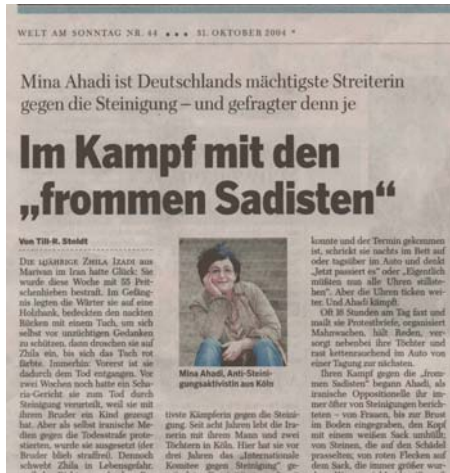 WELT AM SONNTAG NR. 44 ●●● 31. OKTOBER 2004 *
Mina Ahadi ist Deutschlands mächtigste Streiterin
gegen die Steinigung – und gefragter denn je
Im Kampf mit den
„frommen Sadisten“
Von Till-R. Stoldt
DIE 13JÄHRIGE ZHILA IZADI aus
Marivan im Iran hatte Glück: Sie
wurde diese Woche mit 55 Peit-
schenhieben bestraft. Im Gefäng-
nis legten die Wärter sie auf eine
Holzbank, bedeckten den nackten
Rücken mit einem Tuch, um sich
selbst vor unzüchtigen Gedanken
zu schützen, dann droschen sie auf
Zhila ein, bis sich das Tuch rot
färbte. Immerhin: Vorerst ist sie
dadurch dem Tod entgangen. Vor
zwei Wochen noch hatte ein Scha-
ria-Gericht sie zum Tod durch
Steinigung verurteilt, weil sie mit
ihrem Bruder ein Kind gezeugt
hat. Aber als selbst iranische Me-
dien gegen die Todesstrafe prote-
stierten, wurde sie ausgesetzt (der
Bruder blieb straffrei). Dennoch
schwebt Zhila in Lebensgefahr.
Mina Ahadi, Anti-Steini-
gungsaktivistin aus Köln
tivste Kämpferin gegen die Steini-
gung. Seit acht Jahren lebt die Ira-
nerin mit ihrem Mann und zwei
Töchtern in Köln. Hier hat sie vor
drei Jahren das „Internationale
Komitee gegen Steinigung“ ge-
konnte und der Termin gekommen
ist, schrickt sie nachts im Bett auf
oder tagsüber im Auto und denkt
„Jetzt passiert es“ oder „Eigentlich
müßten nun alle Uhren stillste-
hen“. Aber die Uhren ticken wei-
ter. Und Ahadi kämpft.
Oft 16 Stunden am Tag fast und
mailt sie Protestbriefe, organisiert
Mahnwachen, hält Reden, ver-
sorgt nebenbei ihre Töchter und
rast kettenrauchend im Auto von
einer Tagung zur nächsten.
Ihren Kampf gegen die „from-
men Sadisten“ begann Ahadi, als
iranische Oppositionelle ihr im-
mer öfter von Steinigungen berich-
teten – von Frauen, bis zur Brust
im Boden eingegraben, den Kopf
mit einem weißen Sack umhüllt;
von Steinen, die auf den Schädel
prasselten; von roten Flecken auf
dem Sack, die immer größer wur-